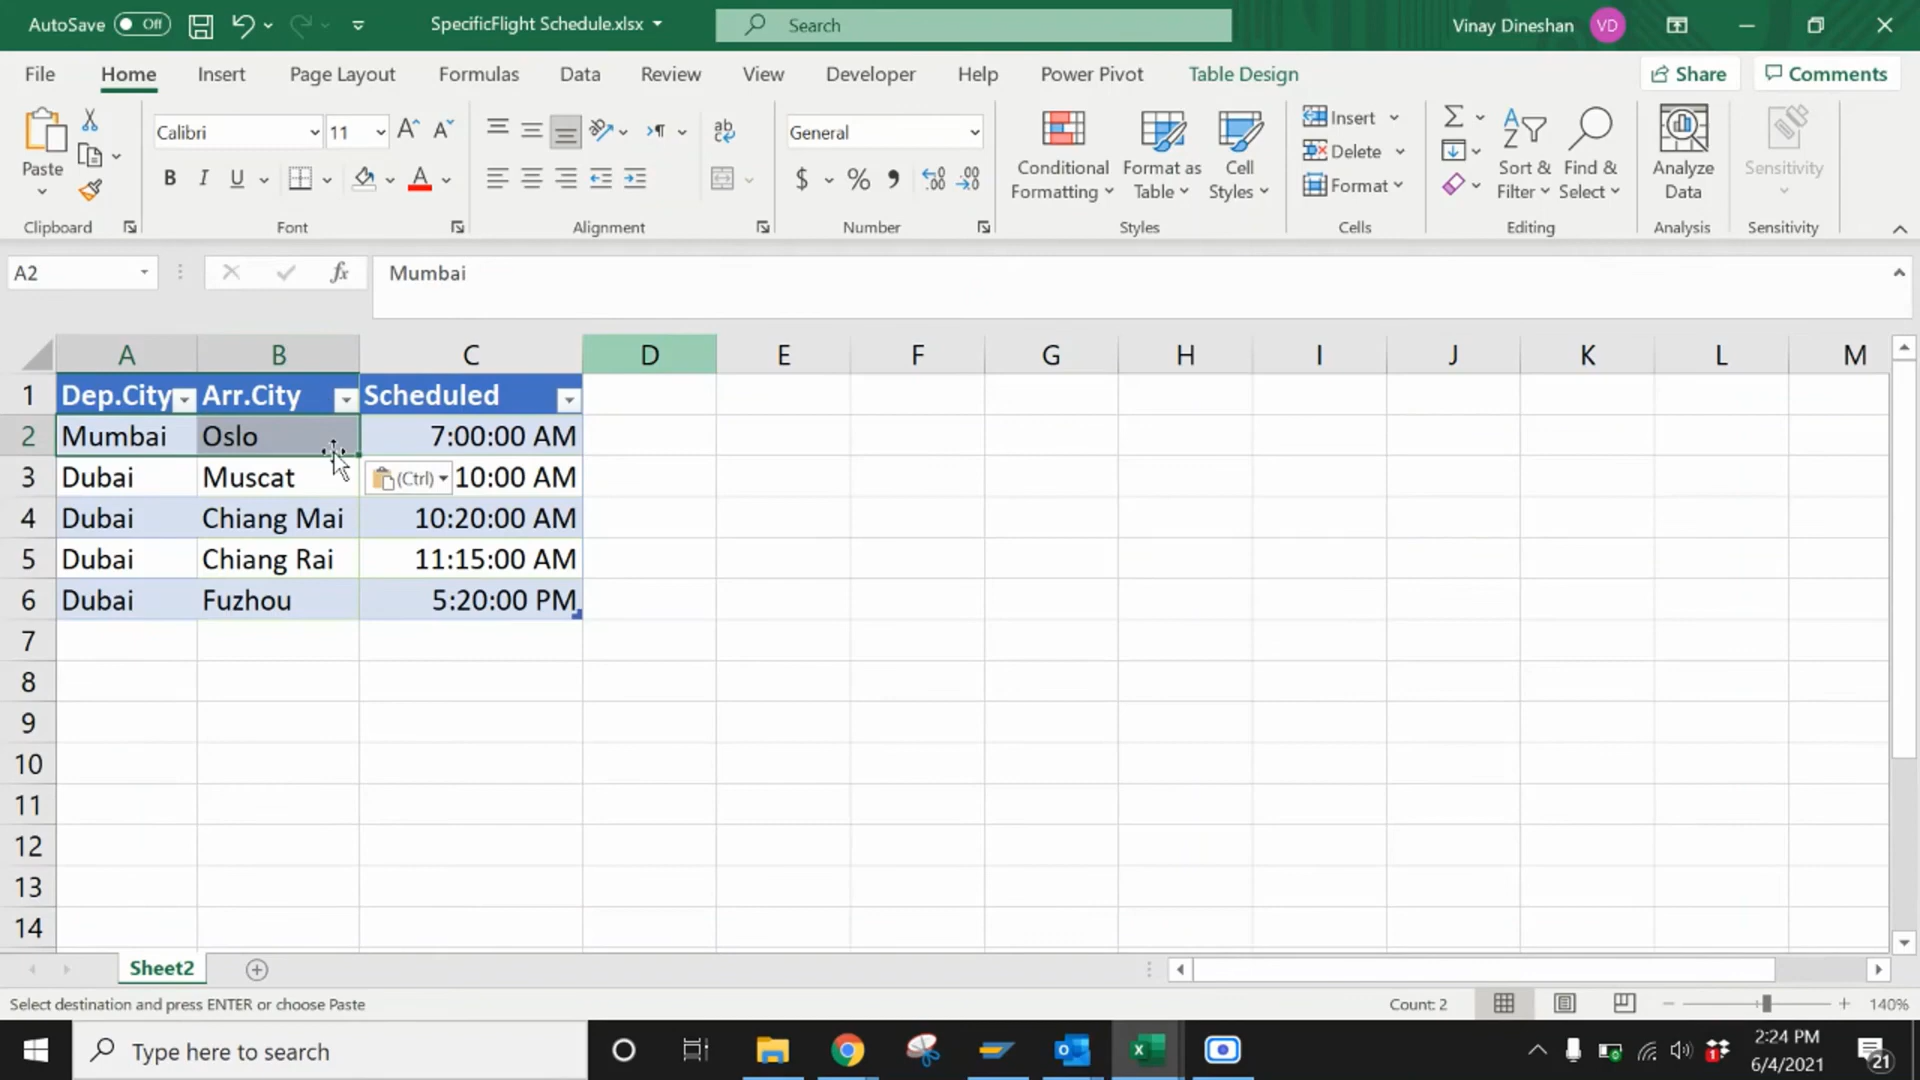 AutoSave Off SpecificFlight Schedule.xlsx Search Vinay Dineshan VD
File Home Insert Page Layout Formulas Data Review View Developer Help Power Pivot Table Design Share Comments
Paste Calibri 11 General
Conditional Formatting
Format as Table
Cell Styles
Insert
Delete
Format
Sort & Filter
Find & Select
Analyze Data
Sensitivity
Clipboard Font Alignment Number Styles Cells Editing Analysis Sensitivity
A2 fx Mumbai
A B C D E F G H I J K L M
1 Dep.City Arr.City Scheduled
2 Mumbai Oslo 7:00:00 AM
3 Dubai Muscat (Ctrl) 10:00 AM
4 Dubai Chiang Mai 10:20:00 AM
5 Dubai Chiang Rai 11:15:00 AM
6 Dubai Fuzhou 5:20:00 PM
7
8
9
10
11
12
13
14
Sheet2
Select destination and press ENTER or choose Paste Count: 2 140%
Type here to search 2:24 PM
6/4/2021 21